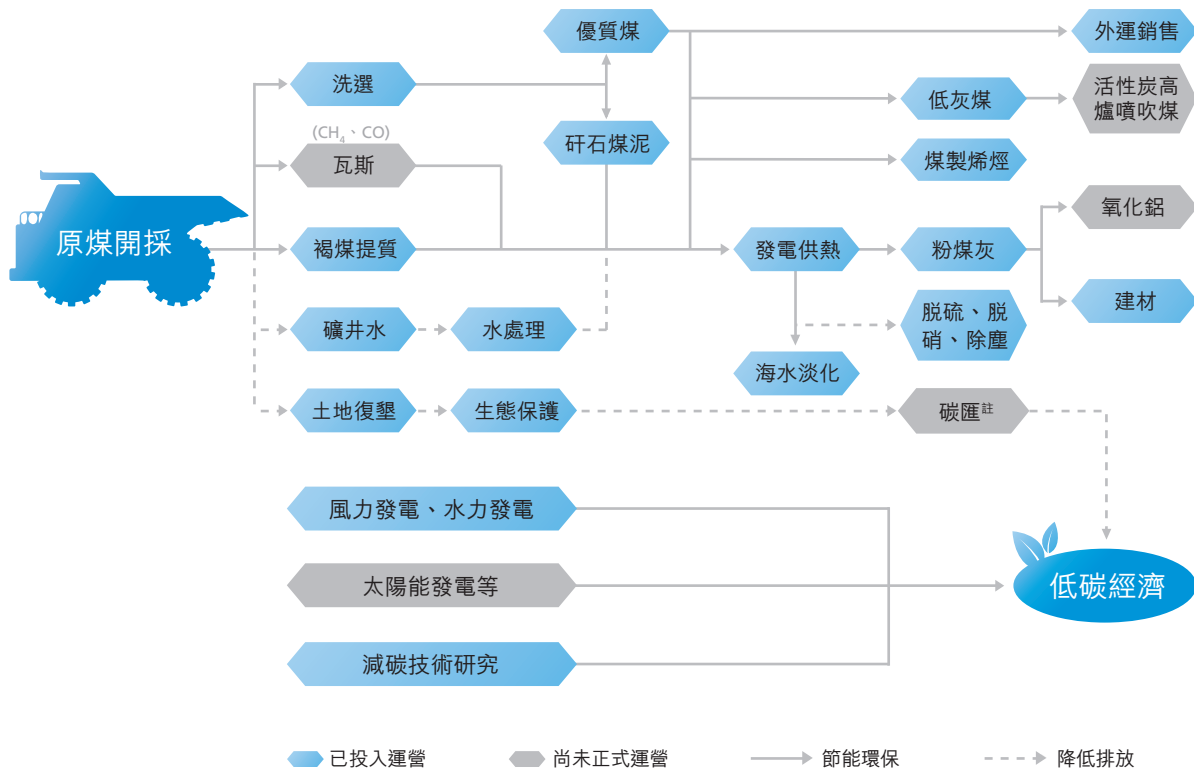 優質煤
外運銷售
洗選
低灰煤
活性炭高
爐噴吹煤
(CH₄、CO)
瓦斯
矸石煤泥
煤製烯烴
原煤開採
褐煤提質
發電供熱
粉煤灰
氧化鋁
建材
礦井水
水處理
脫硫、脫
硝、除塵
海水淡化
土地復墾
生態保護
碳匯註
風力發電、水力發電
太陽能發電等
低碳經濟
減碳技術研究
已投入運營
尚未正式運營
節能環保
降低排放